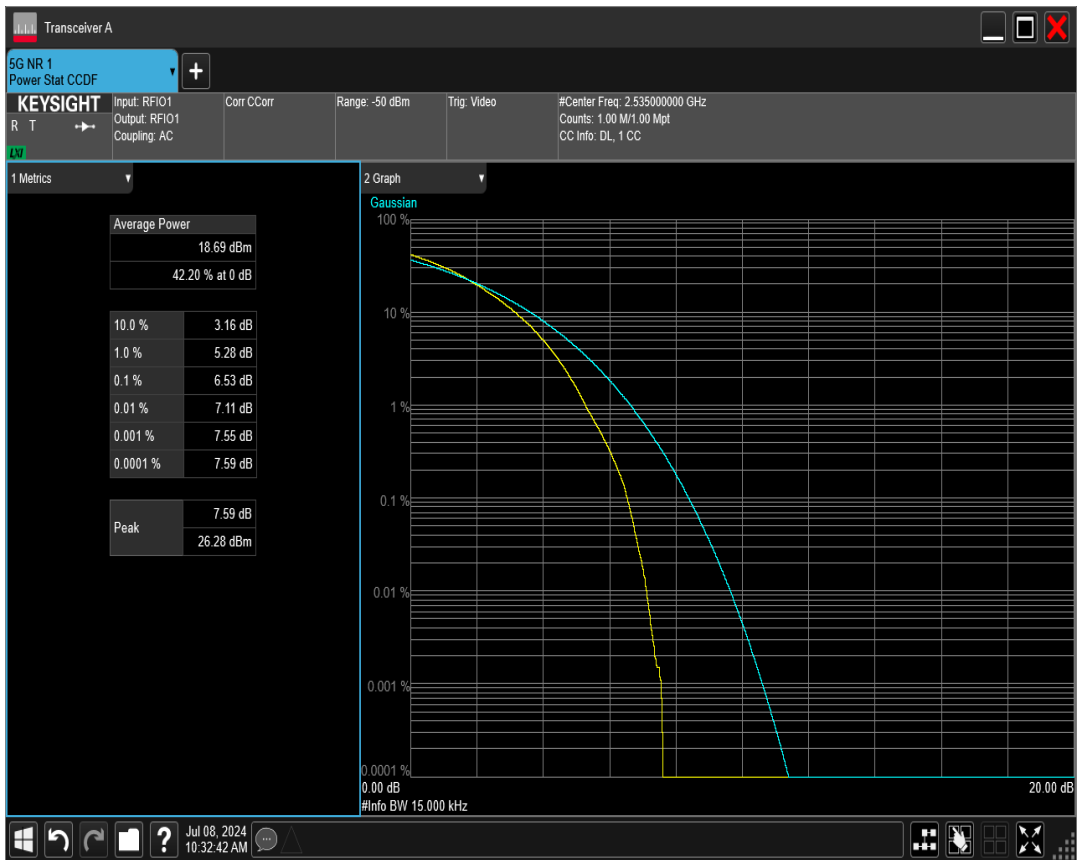 Transceiver A
5G NR 1
Power Stat CCDF
KEYSIGHT
R T
LXI
Input: RFIO1
Output: RFIO1
Coupling: AC
Corr CCorr
Range: -50 dBm
Trig: Video
#Center Freq: 2.535000000 GHz
Counts: 1.00 M/1.00 Mpt
CC Info: DL, 1 CC
1 Metrics
Average Power
18.69 dBm
42.20 % at 0 dB
10.0 % 3.16 dB
1.0 % 5.28 dB
0.1 % 6.53 dB
0.01 % 7.11 dB
0.001 % 7.55 dB
0.0001 % 7.59 dB
Peak 7.59 dB
26.28 dBm
2 Graph
Gaussian
100 %
10 %
1 %
0.1 %
0.01 %
0.001 %
0.0001 %
0.00 dB 20.00 dB
#Info BW 15.000 kHz
Jul 08, 2024
10:32:42 AM